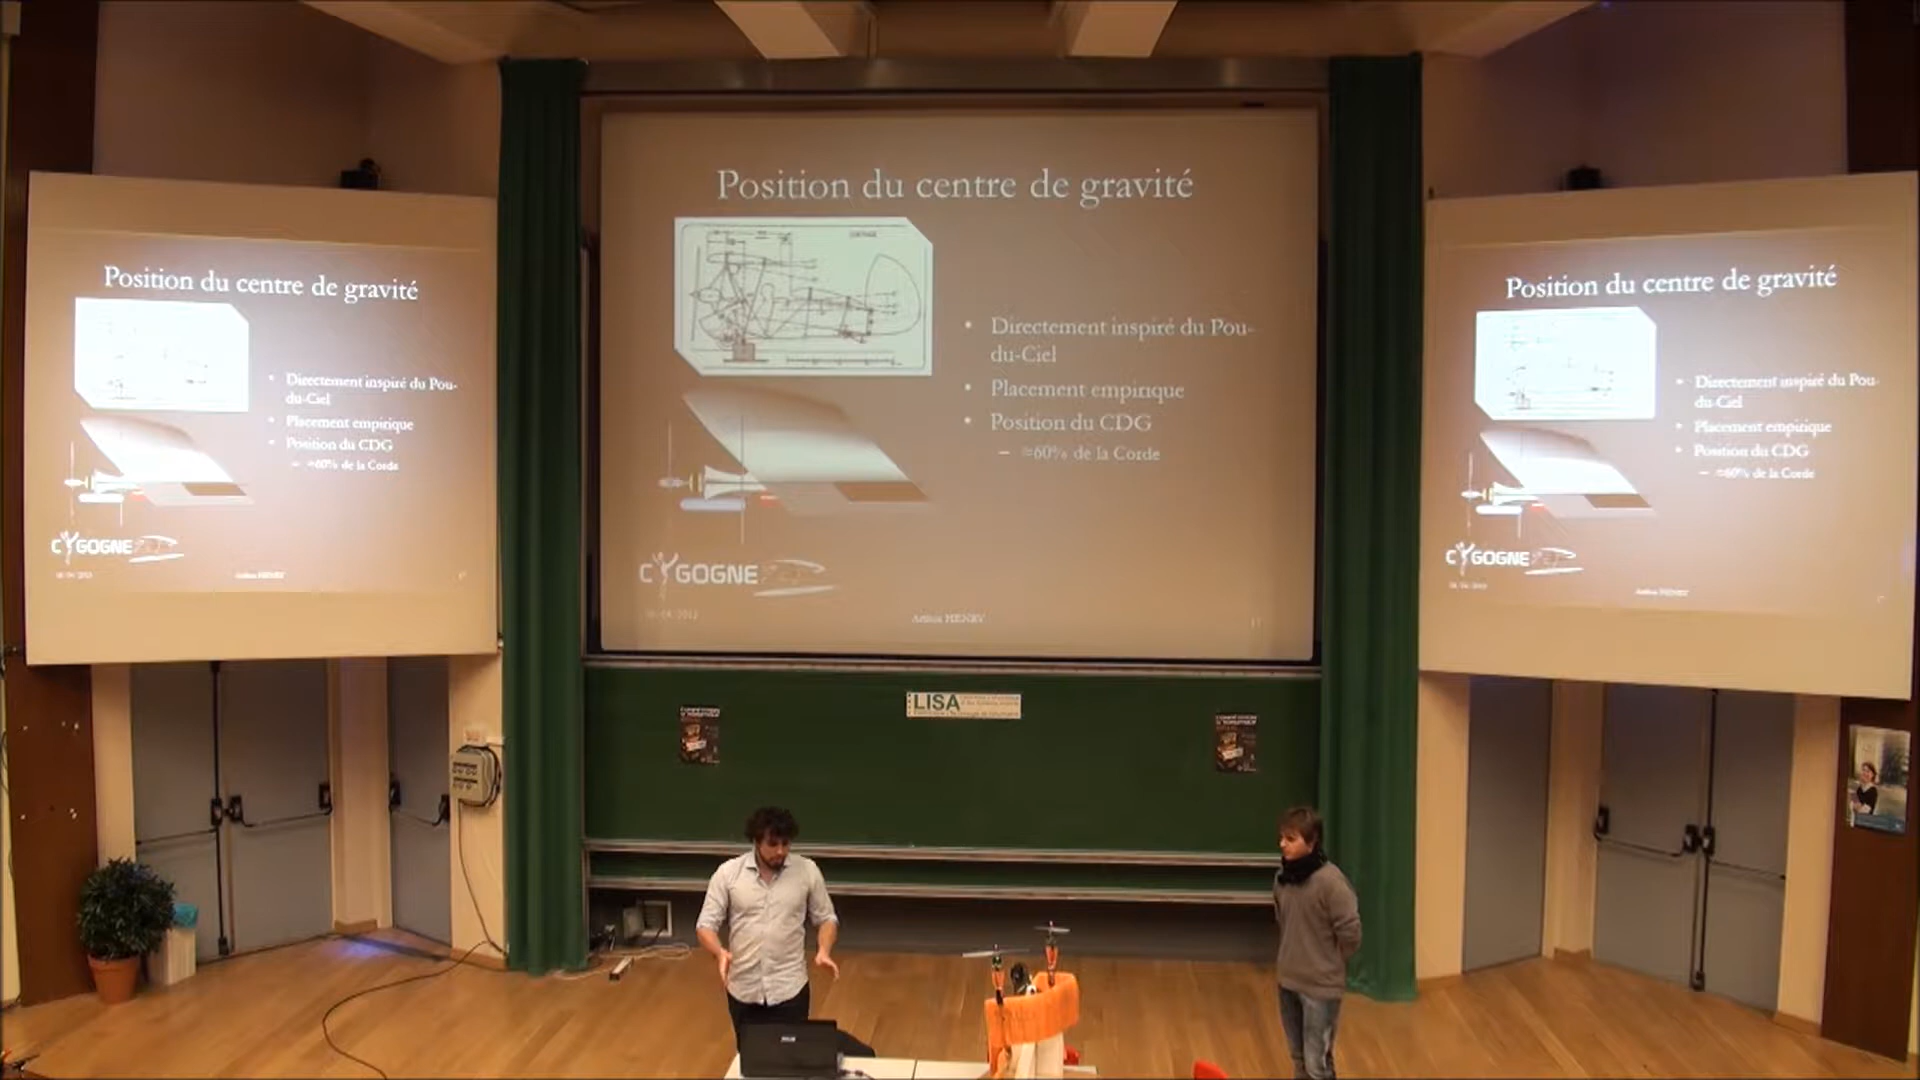 Position du centre de gravité
• Directement inspiré du Pou-
du-Ciel
• Placement empirique
• Position du CDG
– ≈60% de la Corde
CYGOGNE
HENRY
Position du centre de gravité
• Directement inspiré du Pou-
du-Ciel
• Placement empirique
• Position du CDG
– ≈60% de la Corde
CYGOGNE
HENRY
Position du centre de gravité
• Directement inspiré du Pou-
du-Ciel
• Placement empirique
• Position du CDG
– ≈60% de la Corde
CYGOGNE
HENRY
LISA